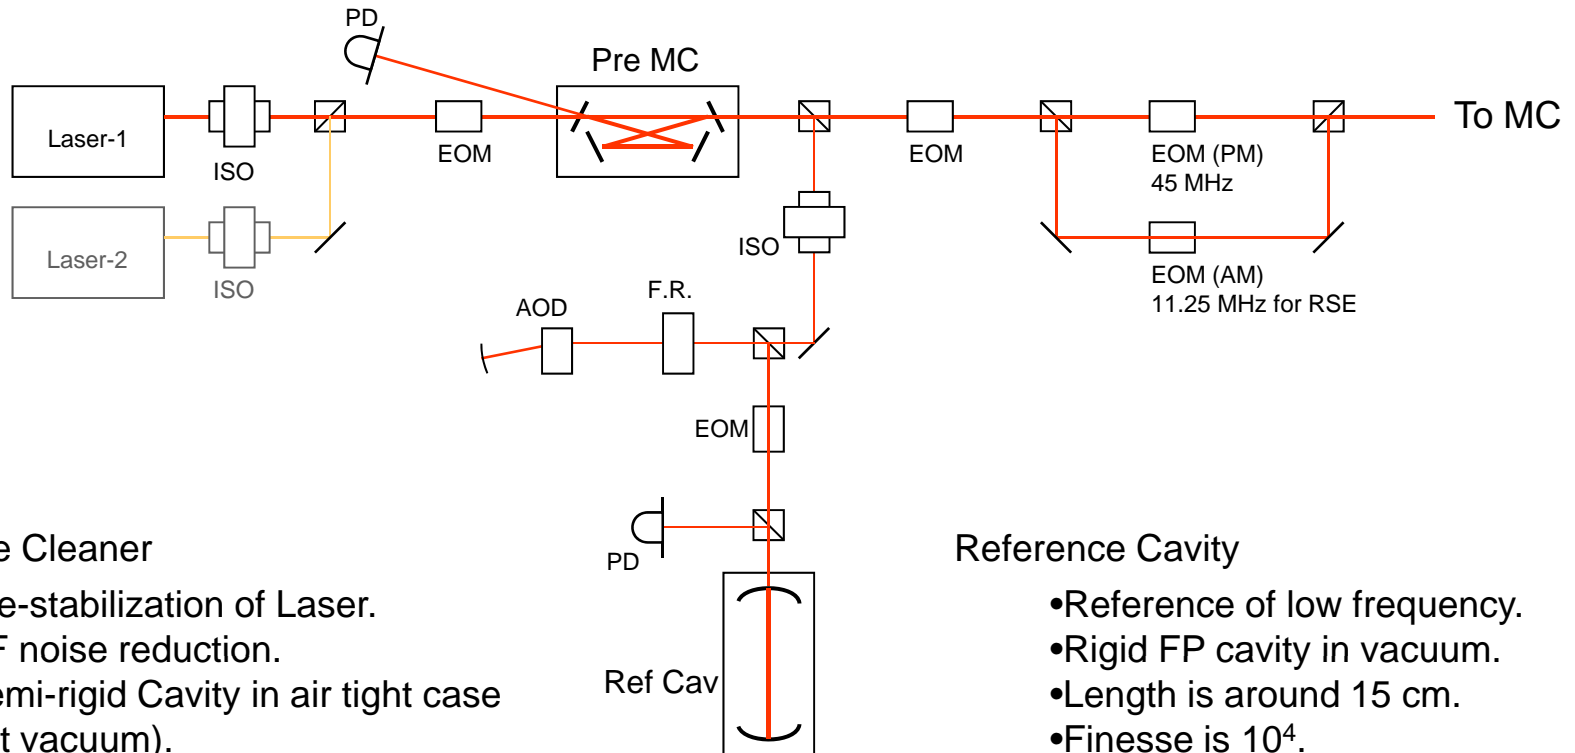 PD
Pre MC
Laser-1
ISO
EOM
EOM
EOM (PM)
45 MHz
To MC
Laser-2
ISO
ISO
EOM (AM)
11.25 MHz for RSE
AOD
F.R.
EOM
PD
Ref Cav
e Cleaner
e-stabilization of Laser.
F noise reduction.
emi-rigid Cavity in air tight case
t vacuum).
Reference Cavity
•Reference of low frequency.
•Rigid FP cavity in vacuum.
•Length is around 15 cm.
•Finesse is 10⁴.